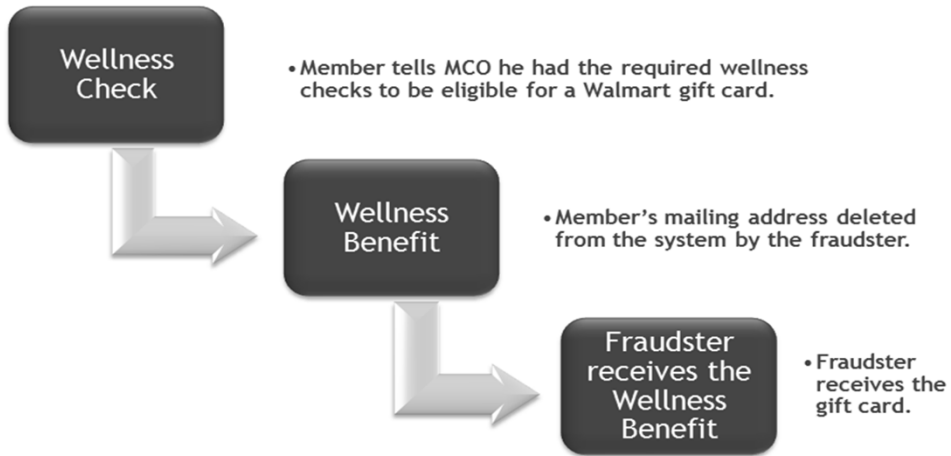 Wellness
Check
• Member tells MCO he had the required wellness
checks to be eligible for a Walmart gift card.
Wellness
Benefit
• Member's mailing address deleted
from the system by the fraudster.
Fraudster
receives the
Wellness
Benefit
• Fraudster
receives the
gift card.